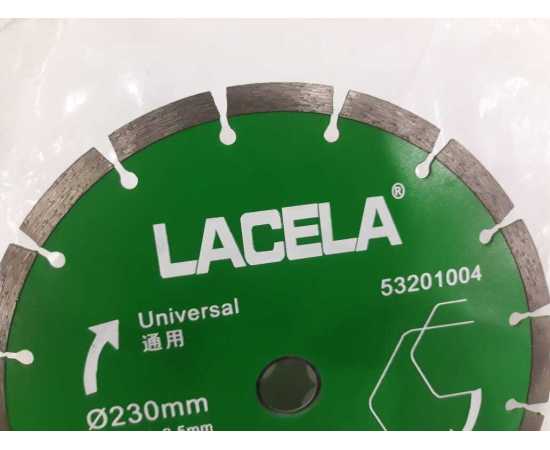 LACELA®
53201004
Universal
通用
Ø230mm